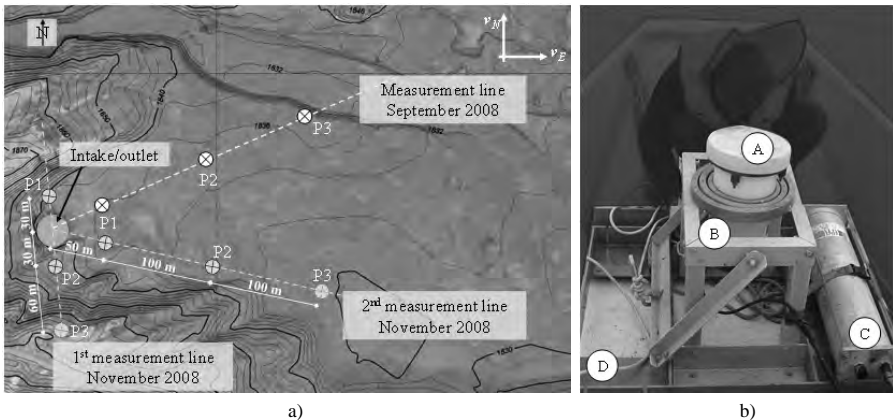 N
v_N
v_E
1848
1832
1840
1860
1870
1836
1832
Measurement line
September 2008
P3
P2
P1
Intake/outlet
P1
P1
P2
P2
P3
P3
30 m
30 m
60 m
50 m
100 m
100 m
2nd measurement line
November 2008
1st measurement line
November 2008
1830
A
B
C
D
a)
b)